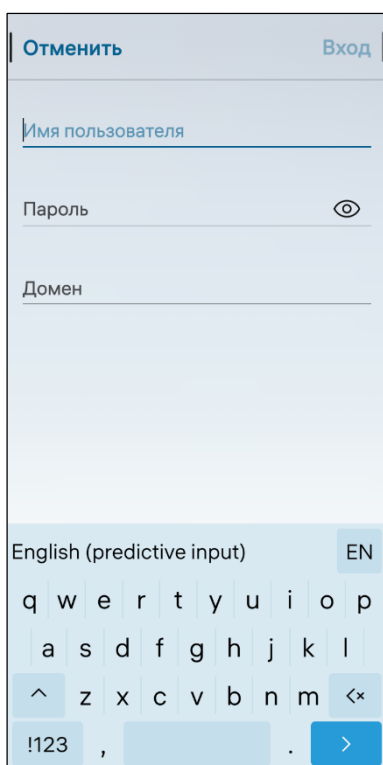 Отменить Вход
Имя пользователя
Пароль
Домен
English (predictive input) EN
q w e r t y u i o p
a s d f g h j k l
z x c v b n m
!123 , .